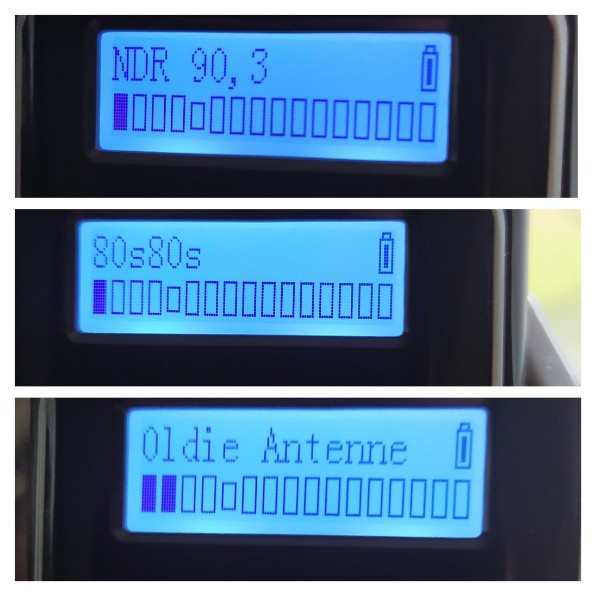 NDR 90,3
80s80s
Oldie Antenne